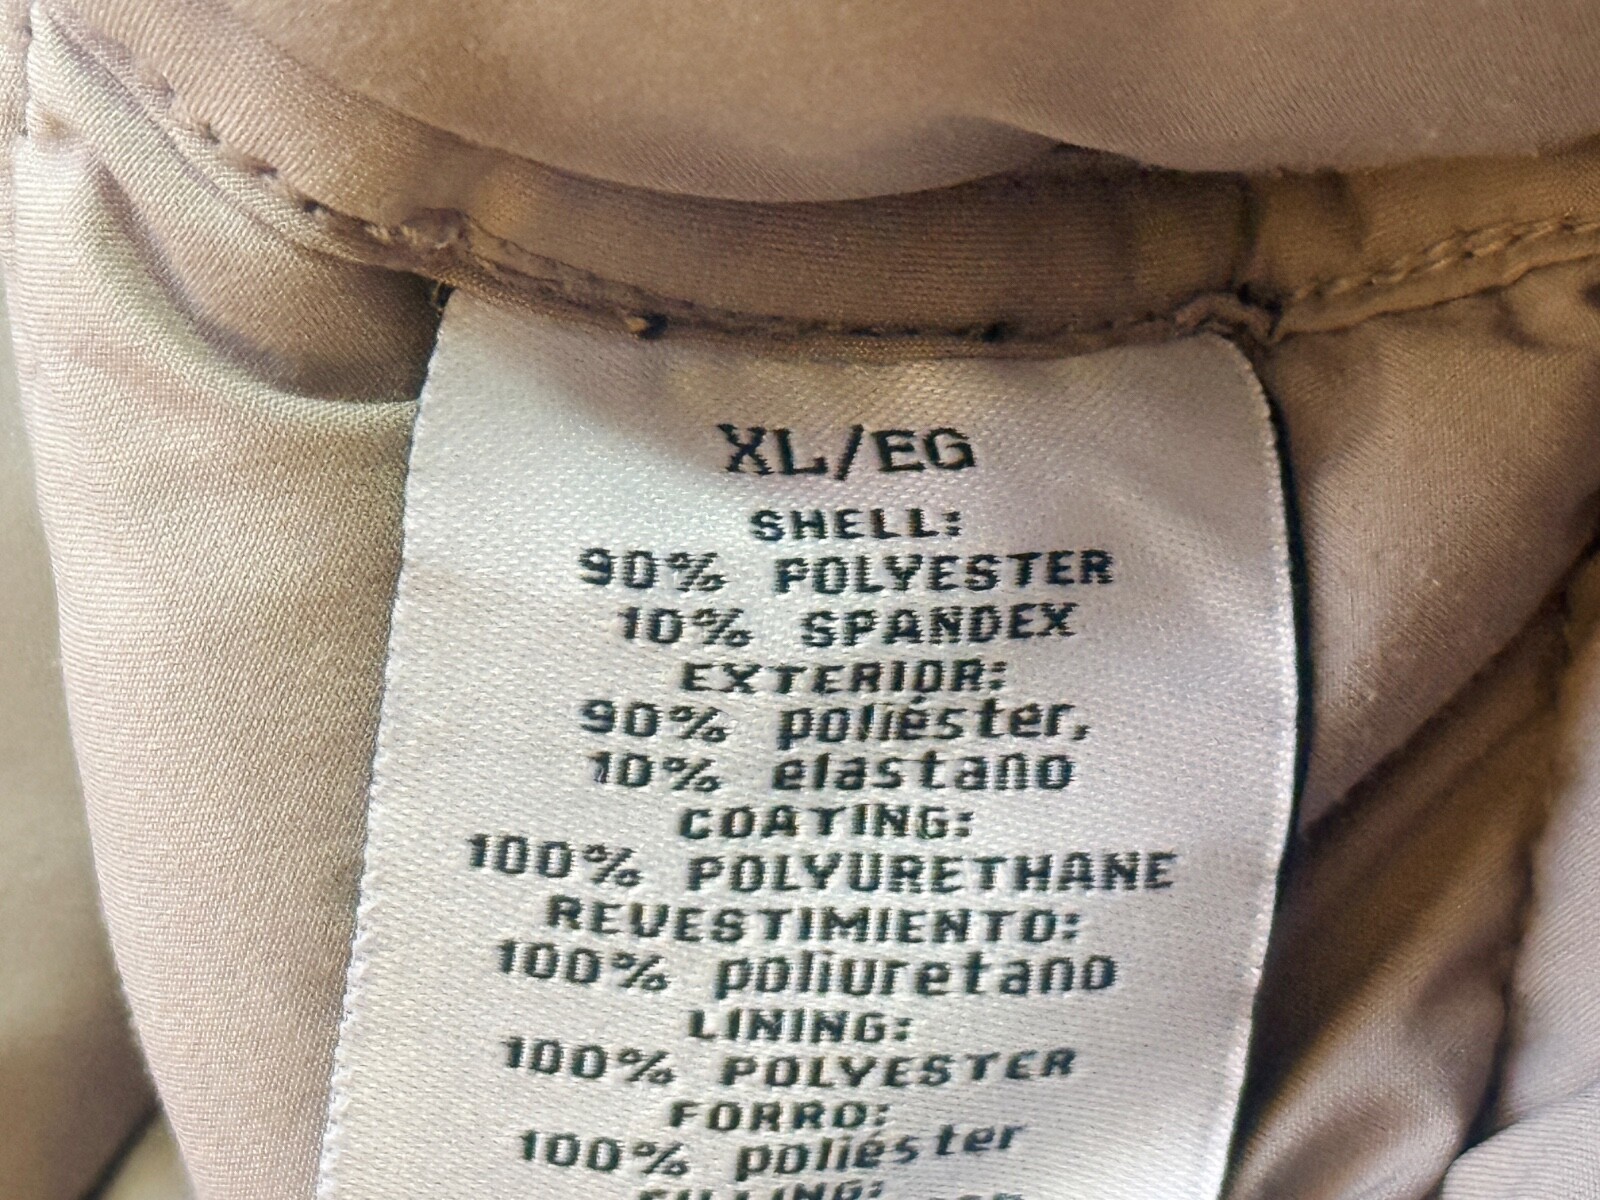 XL/EG
SHELL:
90% POLYESTER
10% SPANDEX
EXTERIOR:
90% poliéster,
10% elastano
COATING:
100% POLYURETHANE
REVESTIMIENTO:
100% poliuretano
LINING:
100% POLYESTER
FORRO:
100% poliéster
FILLING: